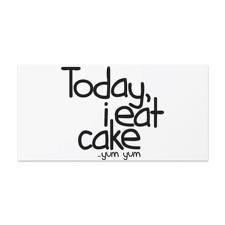 Today,
i eat
cake
..yum yum